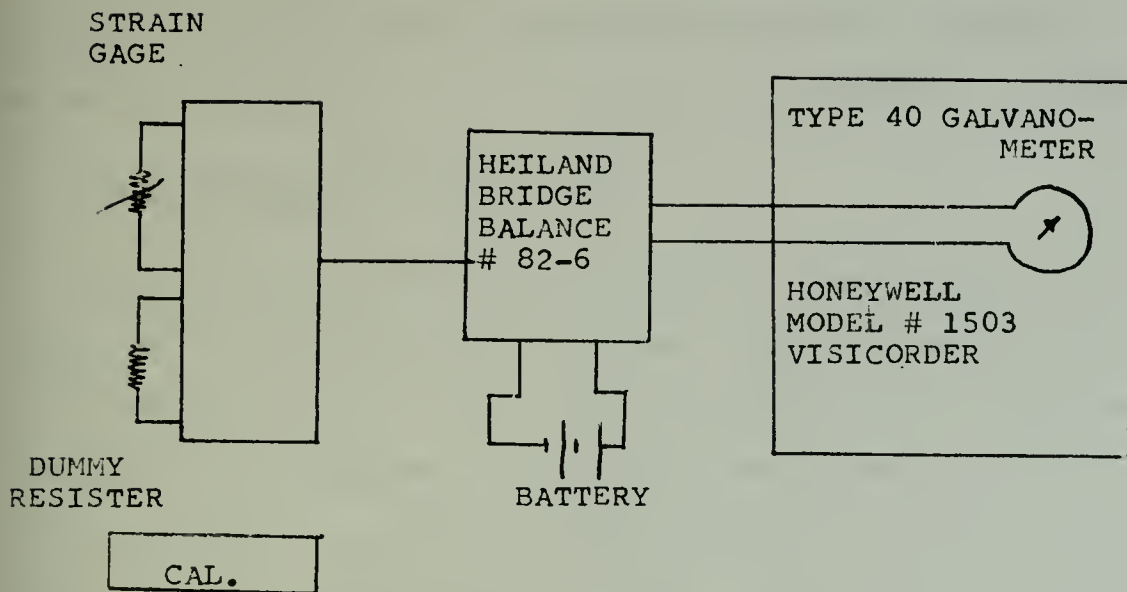 STRAIN
GAGE
TYPE 40 GALVANO-
METER
HEILAND
BRIDGE
BALANCE
# 82-6
HONEYWELL
MODEL # 1503
VISICORDER
DUMMY
RESISTER
BATTERY
CAL.